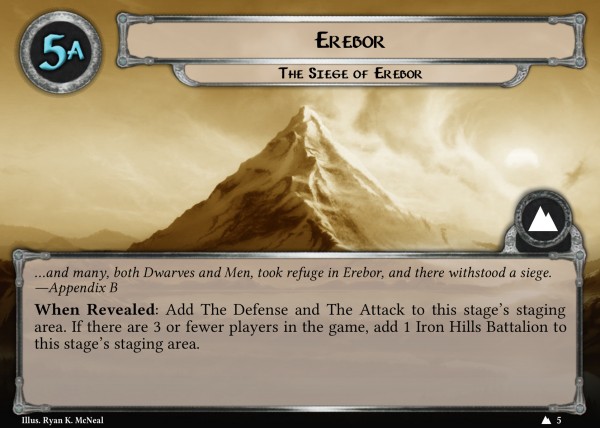 5A
Erebor
The Siege of Erebor
...and many, both Dwarves and Men, took refuge in Erebor, and there withstood a siege.
—Appendix B
When Revealed: Add The Defense and The Attack to this stage's staging
area. If there are 3 or fewer players in the game, add 1 Iron Hills Battalion to
this stage's staging area.
Illus. Ryan K. McNeal
5